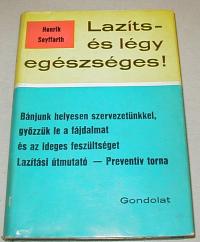 Henrik
Seyffarth
Lazíts-
és légy
egészséges!
Bánjunk helyesen szervezetünkkel,
győzzük le a fájdalmat
és az ideges feszültséget
Lazítási útmutató — Preventív torna
Gondolat